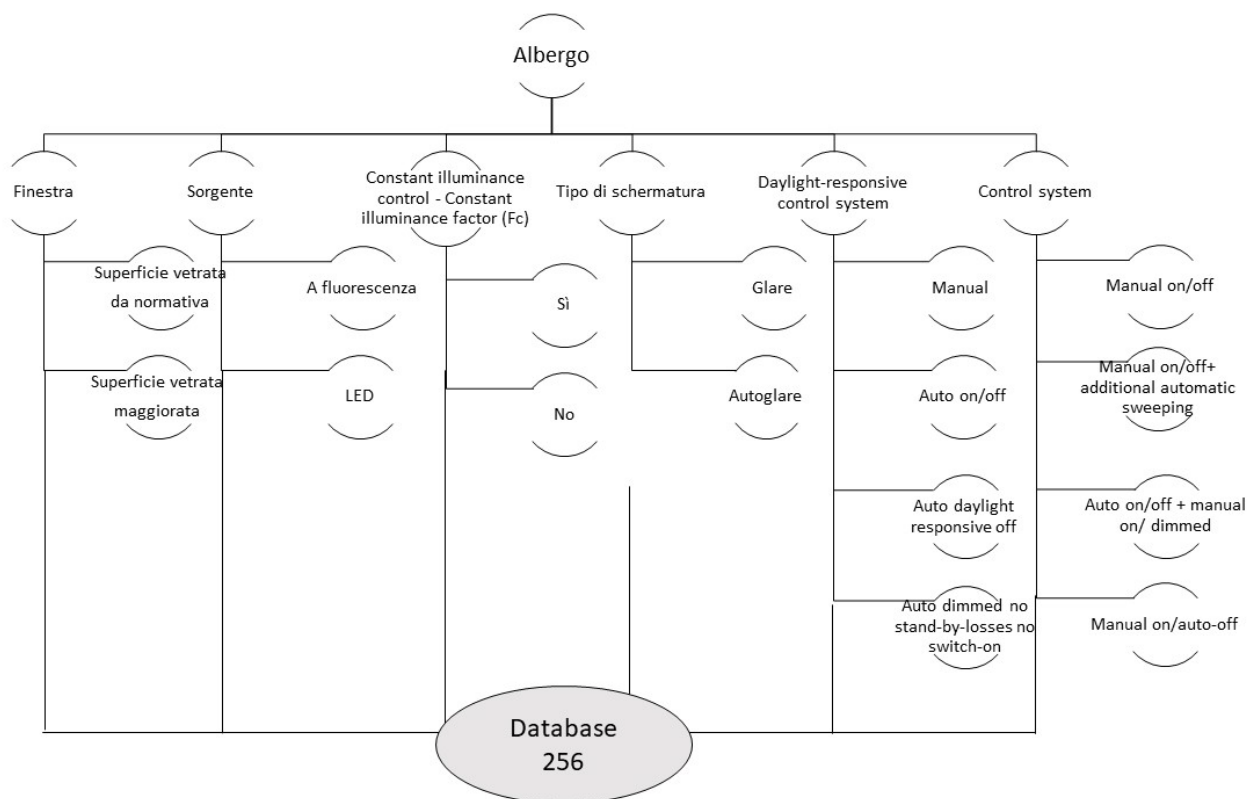 Albergo
Finestra
Sorgente
Constant illuminance
control - Constant
illuminance factor (Fc)
Tipo di schermatura
Daylight-responsive
control system
Control system
Superficie vetrata
da normativa
Superficie vetrata
maggiorata
A fluorescenza
LED
Sì
No
Glare
Autoglare
Manual
Auto on/off
Auto daylight
responsive off
Auto dimmed no
stand-by-losses no
switch-on
Manual on/off
Manual on/off+
additional automatic
sweeping
Auto on/off + manual
on/ dimmed
Manual on/auto-off
Database
256